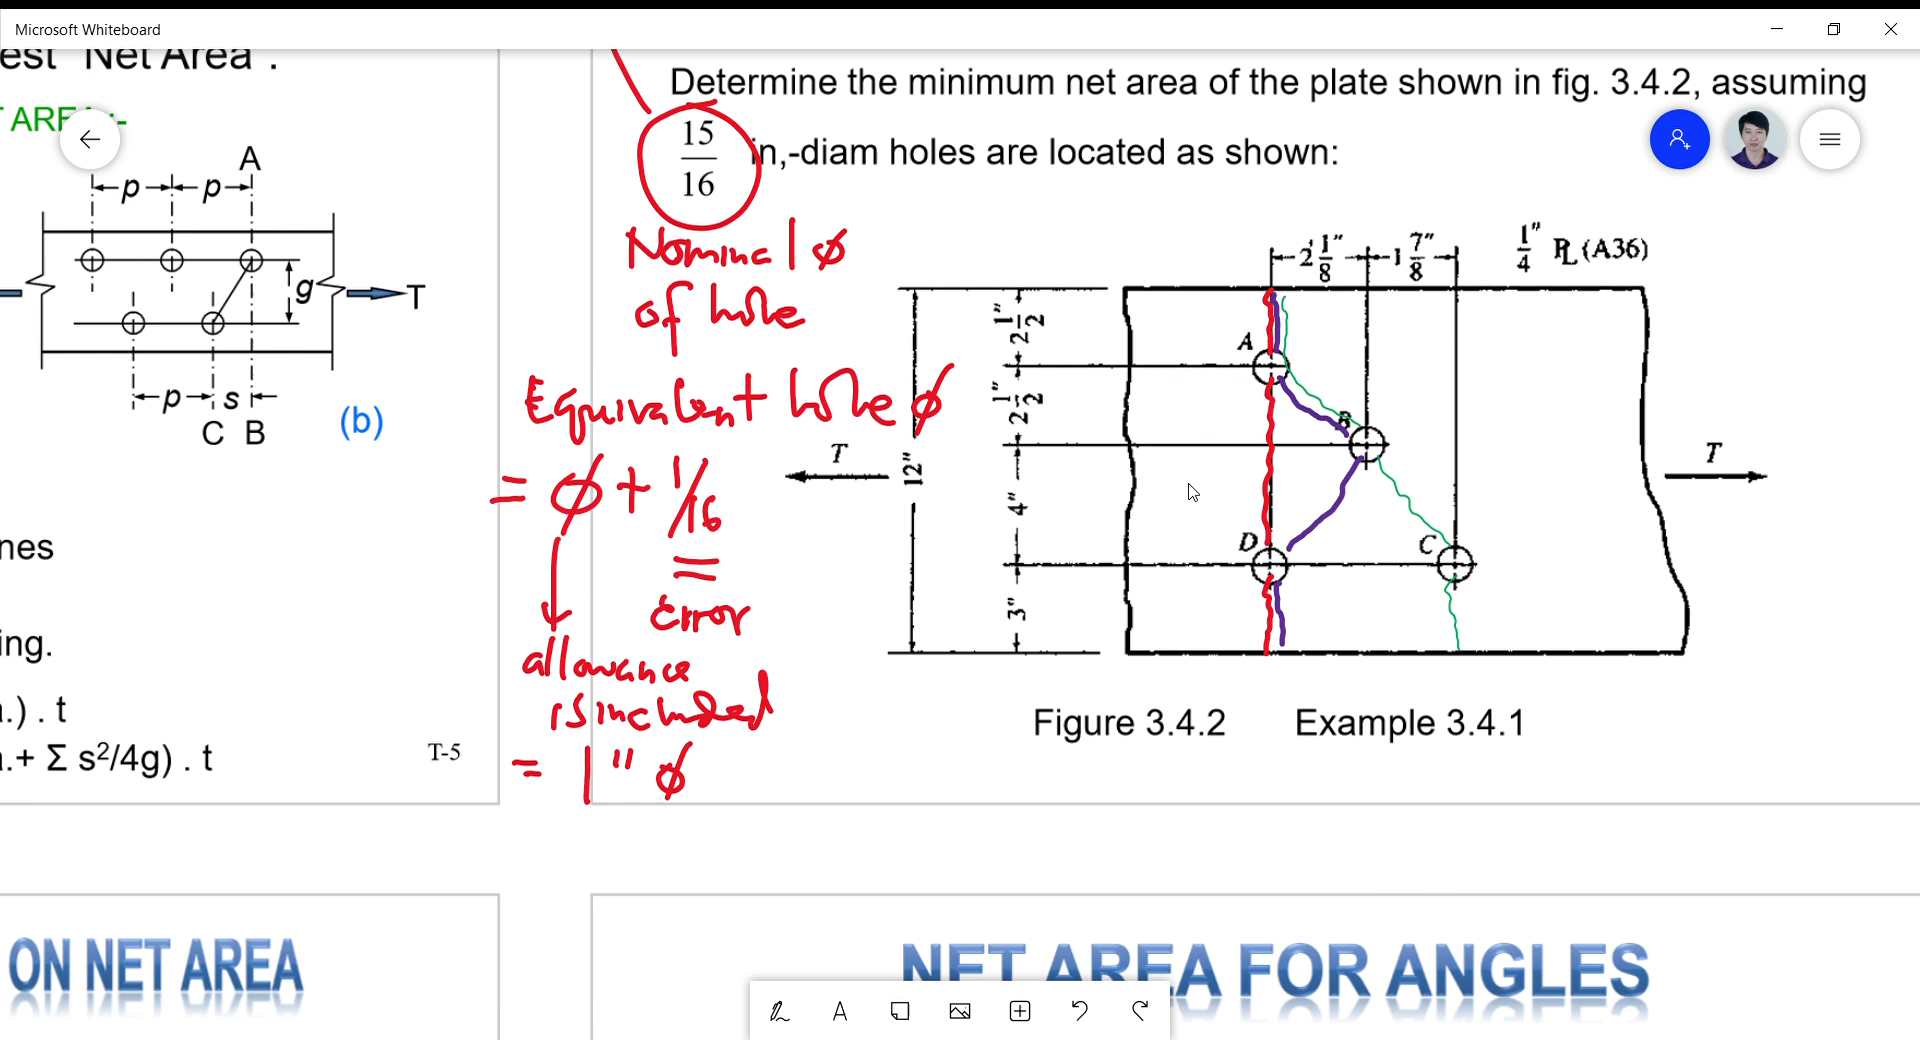 Microsoft Whiteboard
est Net Area .
T AREA :-
A
p p
g
T
p s
C B
(b)
nes
ing.
.) . t
.+ Σ s²/4g) . t
T-5
Determine the minimum net area of the plate shown in fig. 3.4.2, assuming
15/16 in,-diam holes are located as shown:
Nominal ϕ
of hole
Equivalent hole ϕ
= ϕ + 1/16
Error
allowance
is included
= 1" ϕ
2 1/8" 1 7/8" 1/4" PL (A36)
2 1/2"
A
2 1/2"
B
T
12"
T
4"
D C
3"
Figure 3.4.2 Example 3.4.1
ON NET AREA
NET AREA FOR ANGLES
A